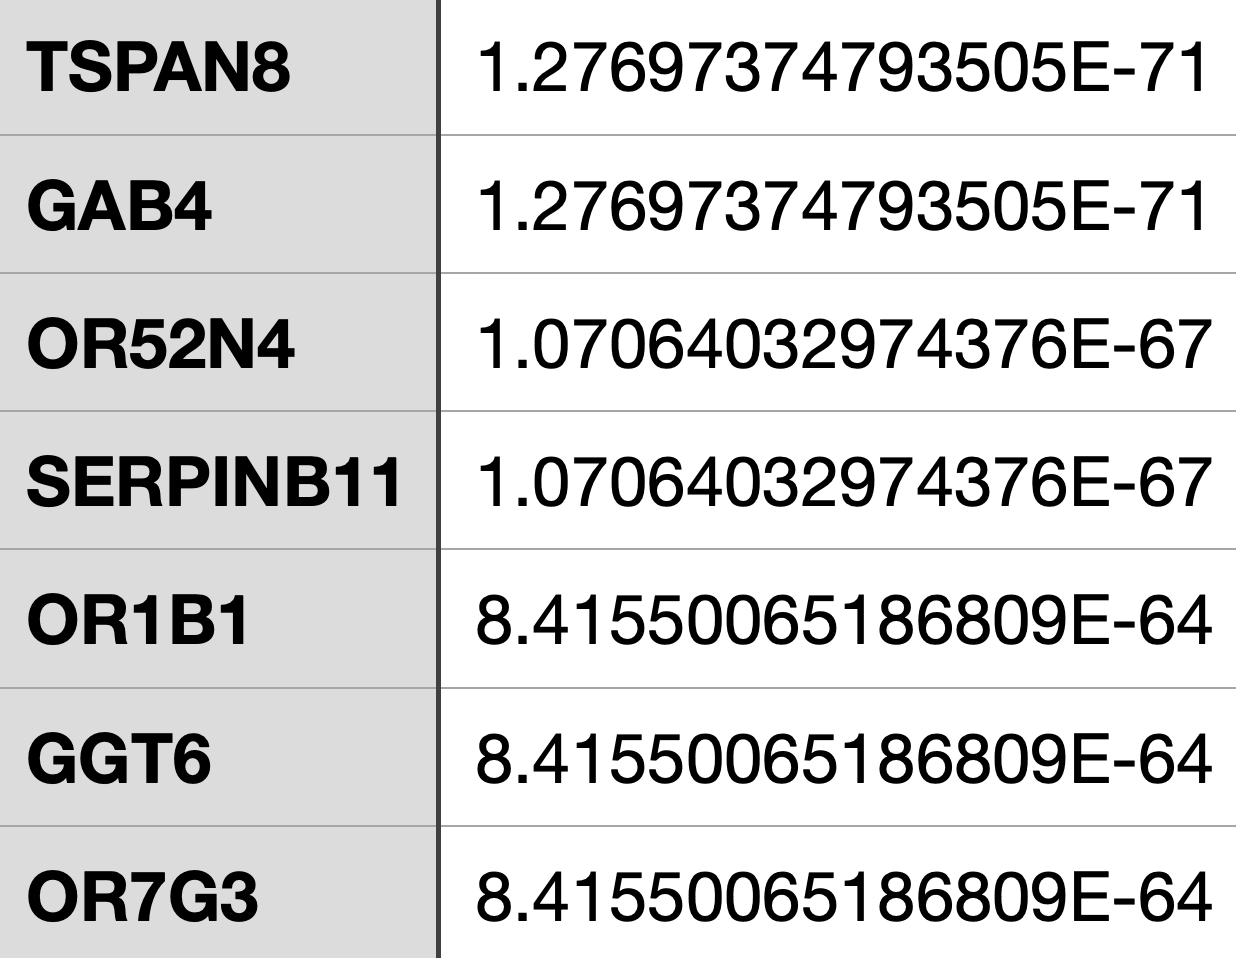 TSPAN8 1.27697374793505E-71
GAB4 1.27697374793505E-71
OR52N4 1.07064032974376E-67
SERPINB11 1.07064032974376E-67
OR1B1 8.41550065186809E-64
GGT6 8.41550065186809E-64
OR7G3 8.41550065186809E-64